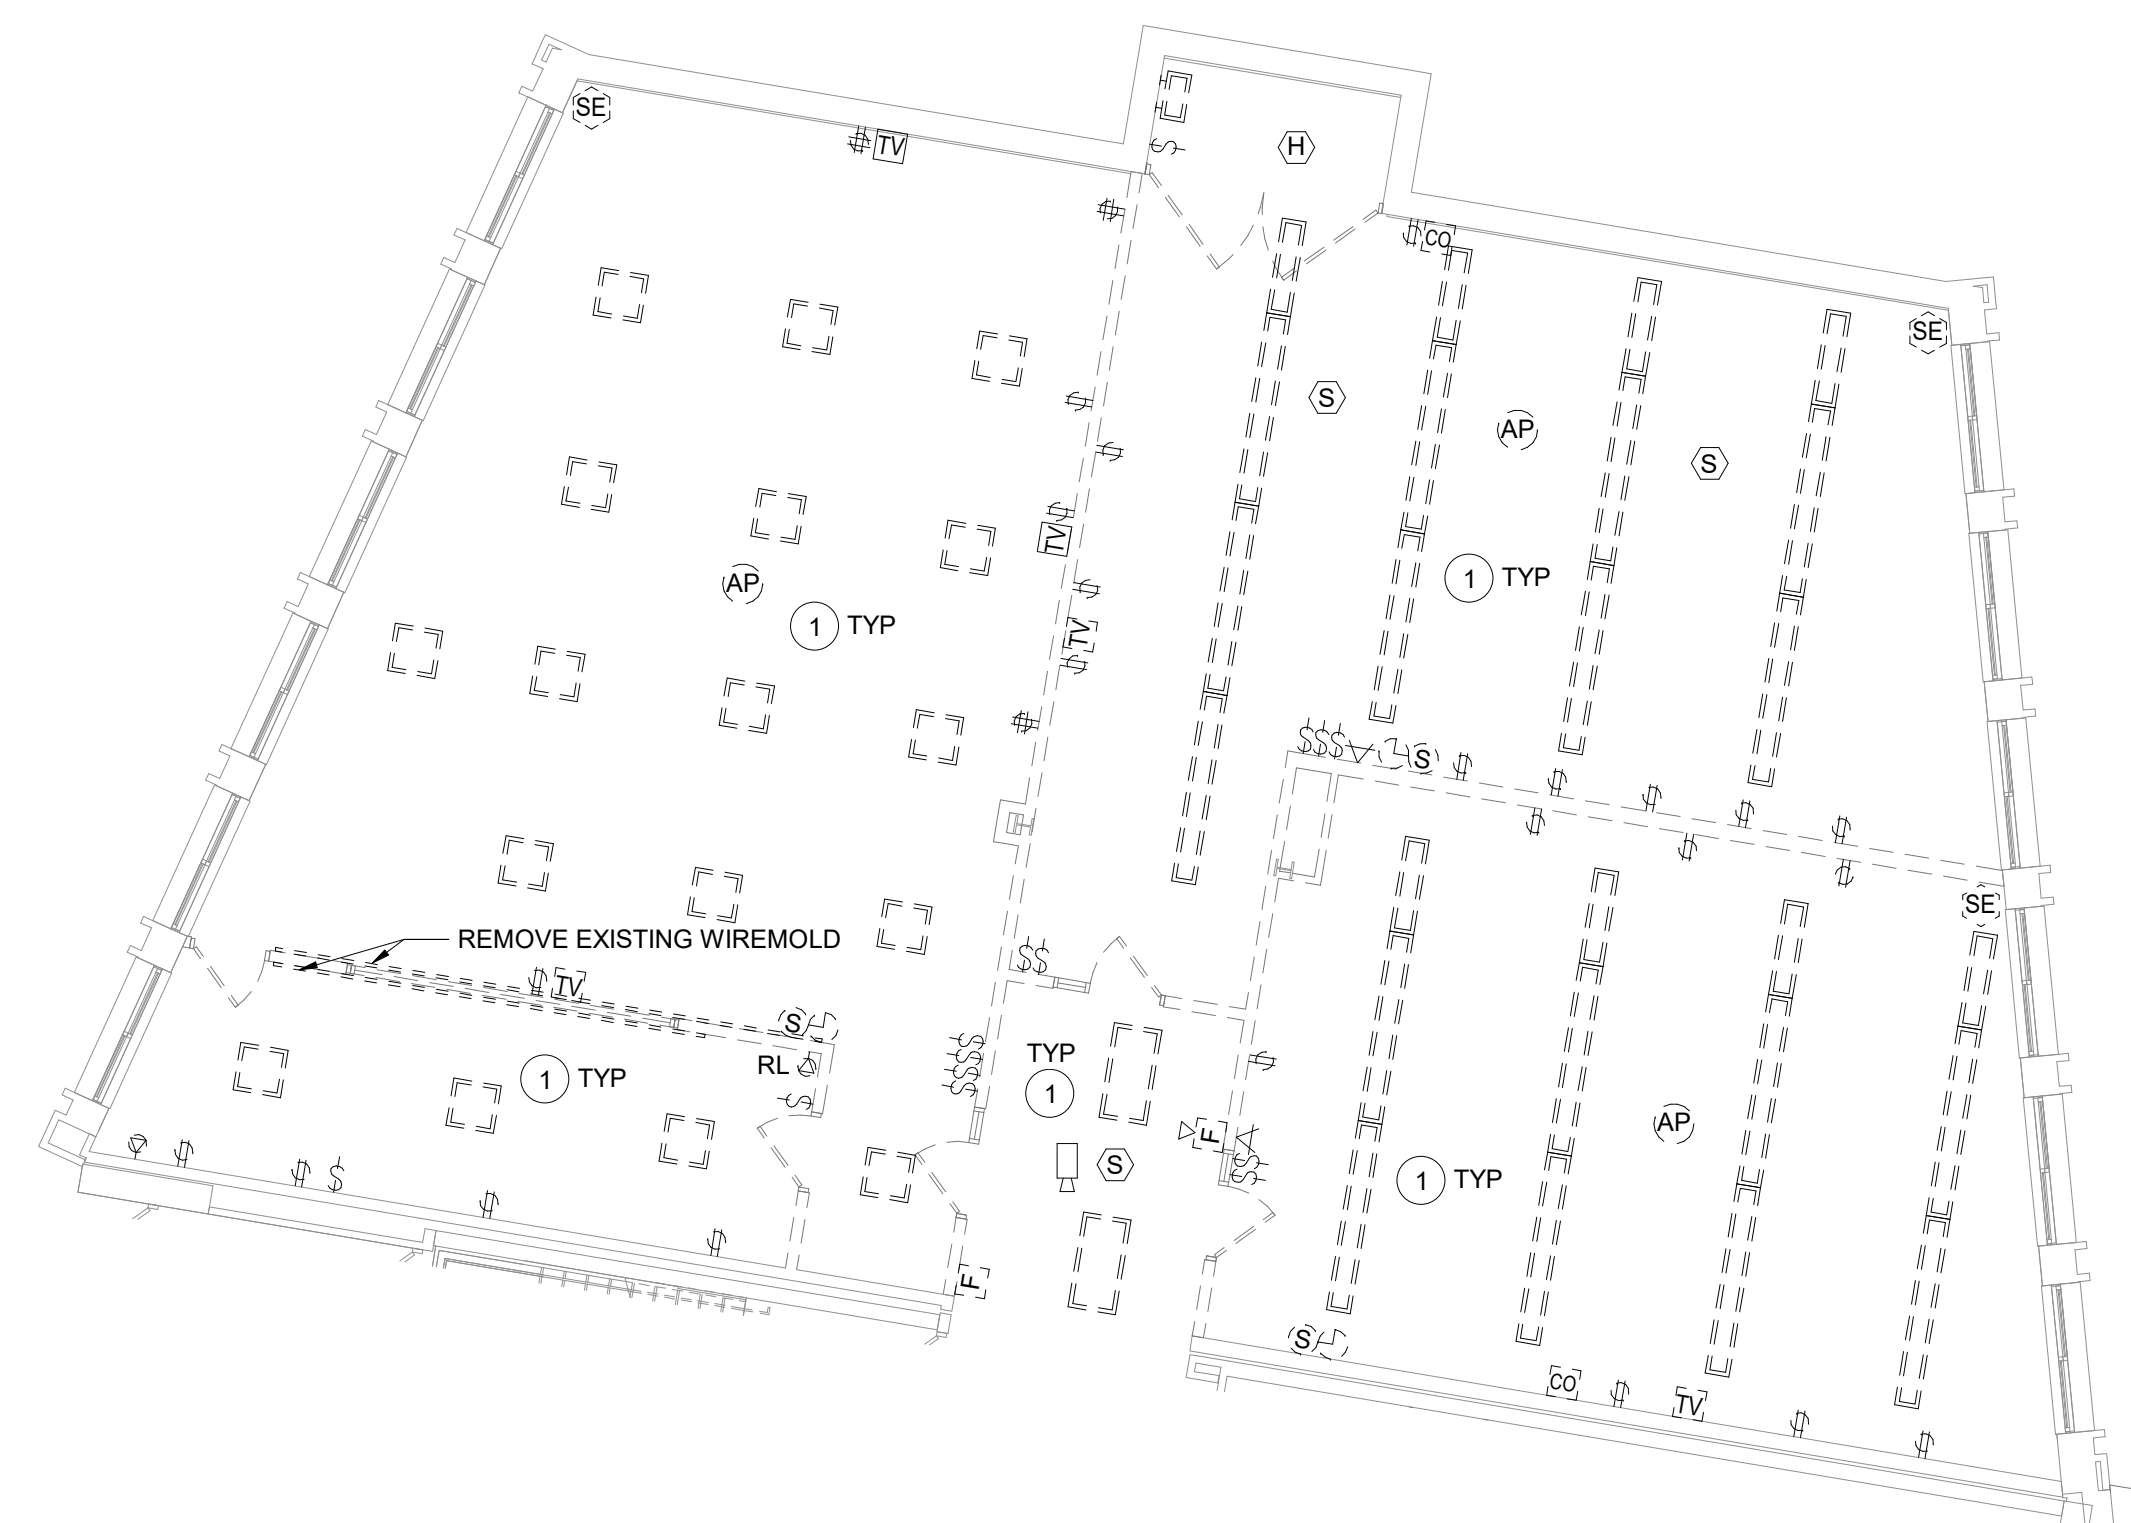 SE
TV
H
CO
SE
S
AP
S
TV
1 TYP
AP
1 TYP
TV
$$$
S
SE
REMOVE EXISTING WIREMOLD
$$
TV
S
RL
TYP
1
1 TYP
$
$$$$
F
AP
S
$$
1 TYP
$
F
S
CO
TV